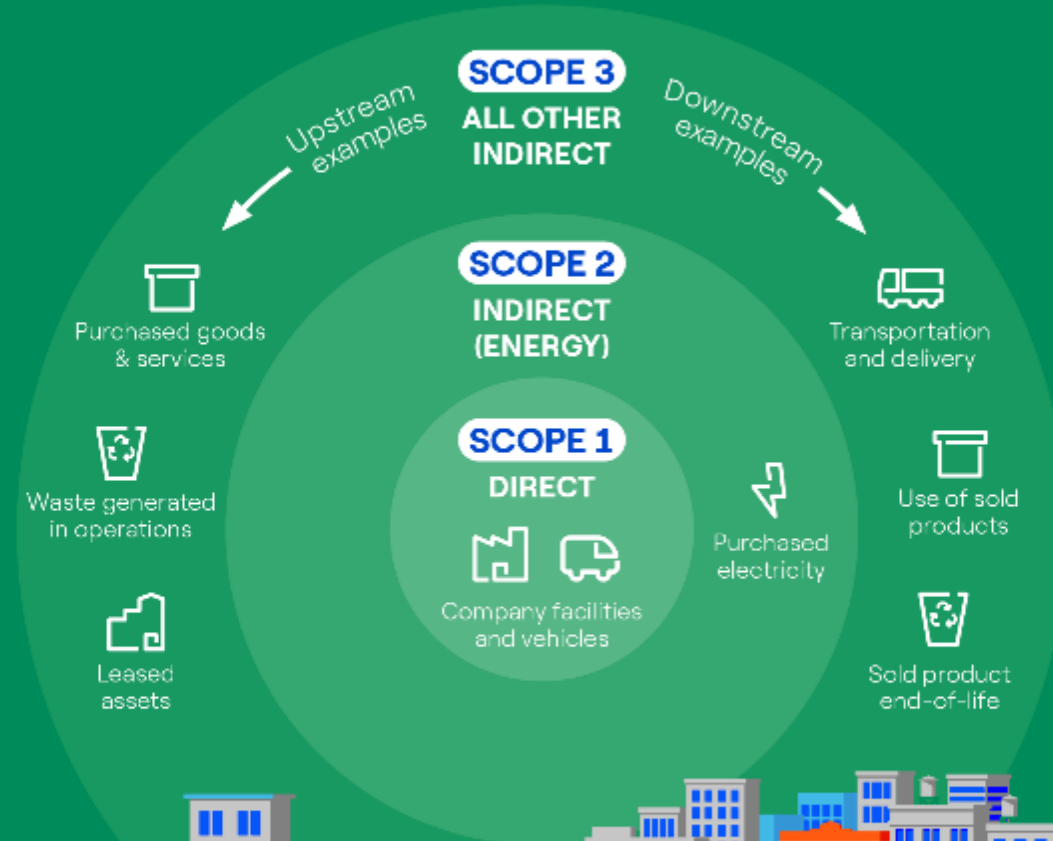 SCOPE 3
ALL OTHER
INDIRECT
Upstream
examples
Downstream
examples
Purchased goods
& services
Waste generated
in operations
Leased
assets
SCOPE 2
INDIRECT
(ENERGY)
Purchased
electricity
SCOPE 1
DIRECT
Company facilities
and vehicles
Transportation
and delivery
Use of sold
products
Sold product
end-of-life